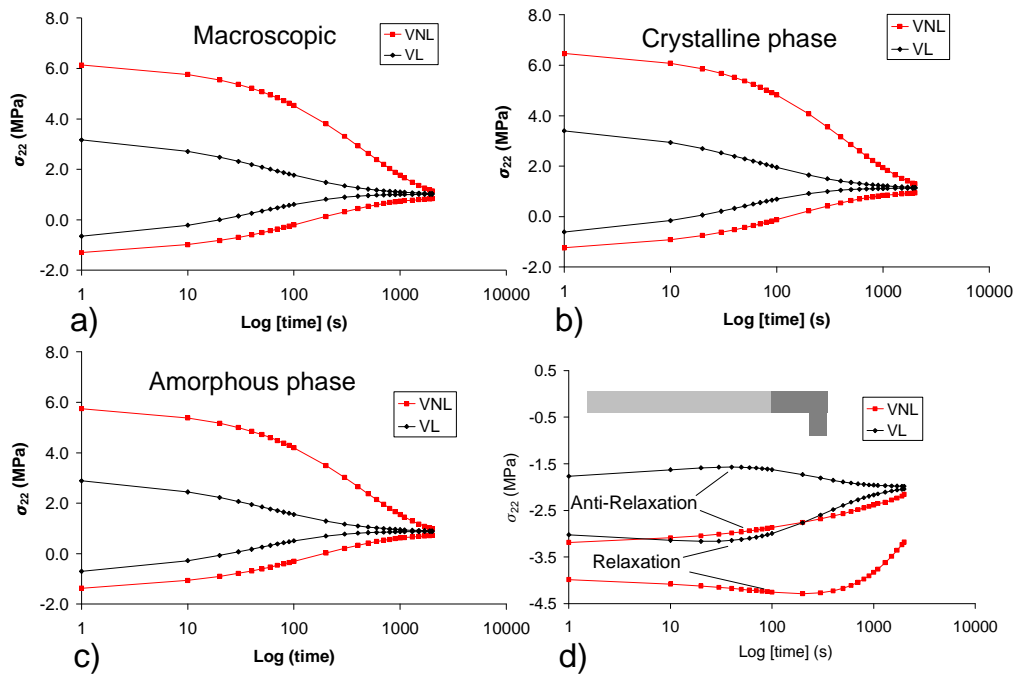 Macroscopic
VNL
VL
8.0
6.0
4.0
2.0
0.0
-2.0
σ22 (MPa)
1 10 100 1000 10000
Log [time] (s)
a)
Crystalline phase
VNL
VL
8.0
6.0
4.0
2.0
0.0
-2.0
σ22 (MPa)
1 10 100 1000 10000
Log [time] (s)
b)
Amorphous phase
VNL
VL
8.0
6.0
4.0
2.0
0.0
-2.0
σ22 (MPa)
1 10 100 1000 10000
Log (time)
c)
VNL
VL
0.5
-0.5
-1.5
-2.5
-3.5
-4.5
σ22 (MPa)
Anti-Relaxation
Relaxation
1 10 100 1000 10000
Log [time] (s)
d)